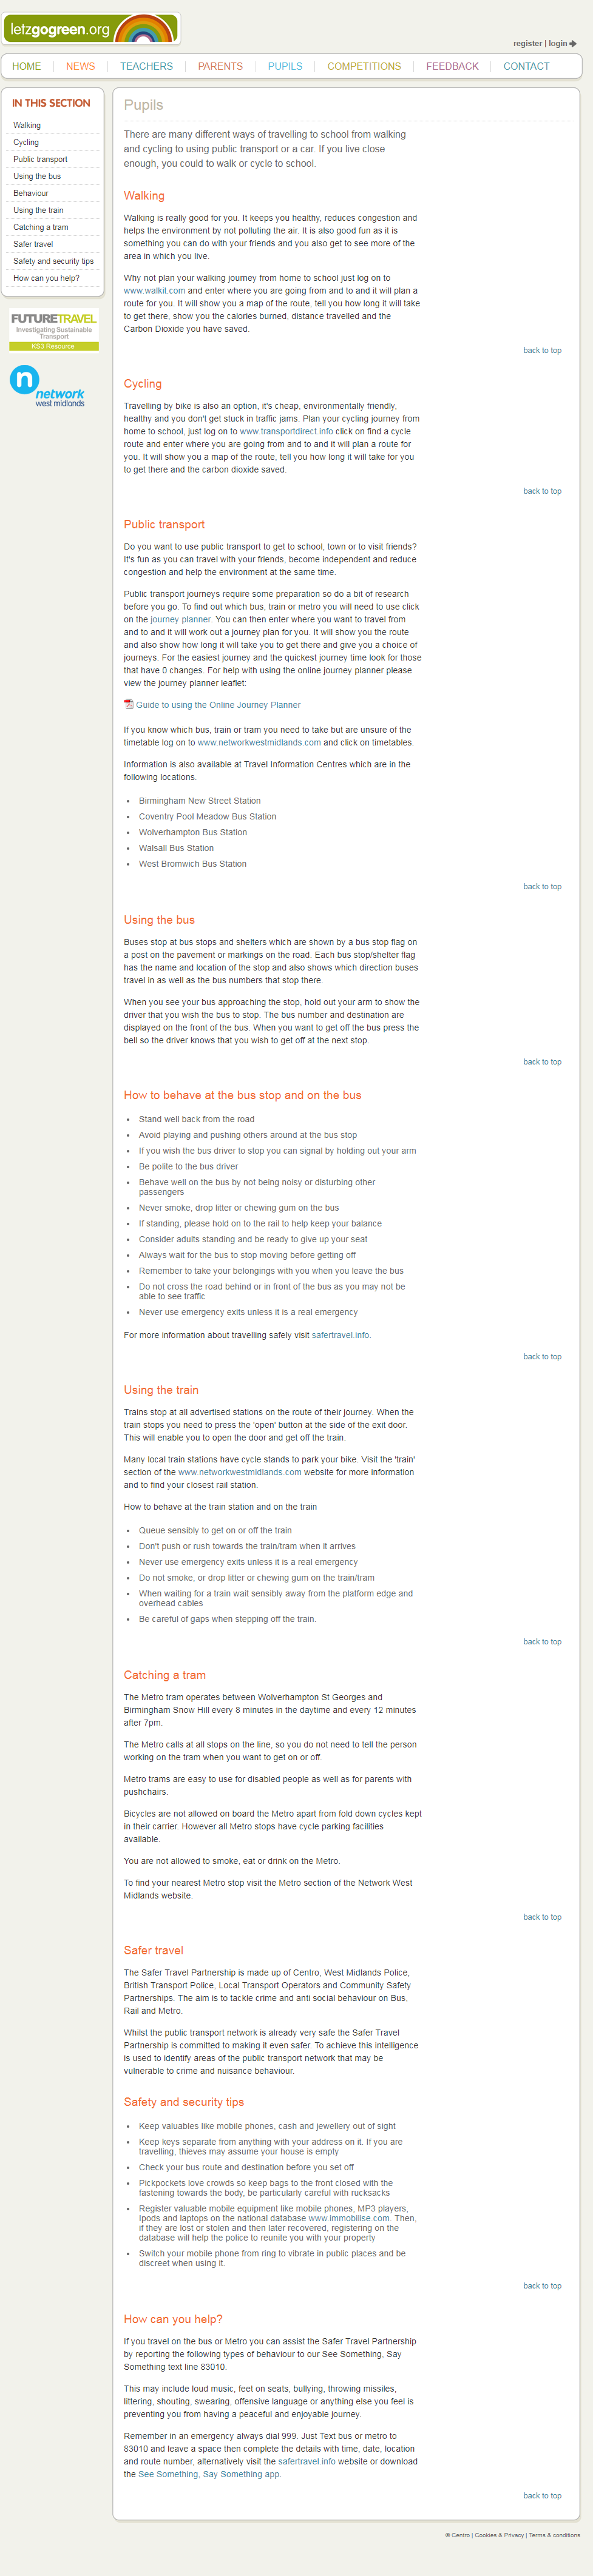 letzgogreen.org
register | login
HOME
NEWS
TEACHERS
PARENTS
PUPILS
COMPETITIONS
FEEDBACK
CONTACT
IN THIS SECTION
Walking
Cycling
Public transport
Using the bus
Behaviour
Using the train
Catching a tram
Safer travel
Safety and security tips
How can you help?
FUTURETRAVEL
Investigating Sustainable
Transport
KS3 Resource
n
network
west midlands
Pupils
There are many different ways of travelling to school from walking
and cycling to using public transport or a car. If you live close
enough, you could to walk or cycle to school.
Walking
Walking is really good for you. It keeps you healthy, reduces congestion and
helps the environment by not polluting the air. It is also good fun as it is
something you can do with your friends and you also get to see more of the
area in which you live.
Why not plan your walking journey from home to school just log on to
www.walkit.com and enter where you are going from and to and it will plan a
route for you. It will show you a map of the route, tell you how long it will take
to get there, show you the calories burned, distance travelled and the
Carbon Dioxide you have saved.
back to top
Cycling
Travelling by bike is also an option, it's cheap, environmentally friendly,
healthy and you don't get stuck in traffic jams. Plan your cycling journey from
home to school, just log on to www.transportdirect.info click on find a cycle
route and enter where you are going from and to and it will plan a route for
you. It will show you a map of the route, tell you how long it will take for you
to get there and the carbon dioxide saved.
back to top
Public transport
Do you want to use public transport to get to school, town or to visit friends?
It's fun as you can travel with your friends, become independent and reduce
congestion and help the environment at the same time.
Public transport journeys require some preparation so do a bit of research
before you go. To find out which bus, train or metro you will need to use click
on the journey planner. You can then enter where you want to travel from
and to and it will work out a journey plan for you. It will show you the route
and also show how long it will take you to get there and give you a choice of
journeys. For the easiest journey and the quickest journey time look for those
that have 0 changes. For help with using the online journey planner please
view the journey planner leaflet:
Guide to using the Online Journey Planner
If you know which bus, train or tram you need to take but are unsure of the
timetable log on to www.networkwestmidlands.com and click on timetables.
Information is also available at Travel Information Centres which are in the
following locations.
• Birmingham New Street Station
• Coventry Pool Meadow Bus Station
• Wolverhampton Bus Station
• Walsall Bus Station
• West Bromwich Bus Station
back to top
Using the bus
Buses stop at bus stops and shelters which are shown by a bus stop flag on
a post on the pavement or markings on the road. Each bus stop/shelter flag
has the name and location of the stop and also shows which direction buses
travel in as well as the bus numbers that stop there.
When you see your bus approaching the stop, hold out your arm to show the
driver that you wish the bus to stop. The bus number and destination are
displayed on the front of the bus. When you want to get off the bus press the
bell so the driver knows that you wish to get off at the next stop.
back to top
How to behave at the bus stop and on the bus
• Stand well back from the road
• Avoid playing and pushing others around at the bus stop
• If you wish the bus driver to stop you can signal by holding out your arm
• Be polite to the bus driver
• Behave well on the bus by not being noisy or disturbing other
passengers
• Never smoke, drop litter or chewing gum on the bus
• If standing, please hold on to the rail to help keep your balance
• Consider adults standing and be ready to give up your seat
• Always wait for the bus to stop moving before getting off
• Remember to take your belongings with you when you leave the bus
• Do not cross the road behind or in front of the bus as you may not be
able to see traffic
• Never use emergency exits unless it is a real emergency
For more information about travelling safely visit safertravel.info.
back to top
Using the train
Trains stop at all advertised stations on the route of their journey. When the
train stops you need to press the 'open' button at the side of the exit door.
This will enable you to open the door and get off the train.
Many local train stations have cycle stands to park your bike. Visit the 'train'
section of the www.networkwestmidlands.com website for more information
and to find your closest rail station.
How to behave at the train station and on the train
• Queue sensibly to get on or off the train
• Don't push or rush towards the train/tram when it arrives
• Never use emergency exits unless it is a real emergency
• Do not smoke, or drop litter or chewing gum on the train/tram
• When waiting for a train wait sensibly away from the platform edge and
overhead cables
• Be careful of gaps when stepping off the train.
back to top
Catching a tram
The Metro tram operates between Wolverhampton St Georges and
Birmingham Snow Hill every 8 minutes in the daytime and every 12 minutes
after 7pm.
The Metro calls at all stops on the line, so you do not need to tell the person
working on the tram when you want to get on or off.
Metro trams are easy to use for disabled people as well as for parents with
pushchairs.
Bicycles are not allowed on board the Metro apart from fold down cycles kept
in their carrier. However all Metro stops have cycle parking facilities
available.
You are not allowed to smoke, eat or drink on the Metro.
To find your nearest Metro stop visit the Metro section of the Network West
Midlands website.
back to top
Safer travel
The Safer Travel Partnership is made up of Centro, West Midlands Police,
British Transport Police, Local Transport Operators and Community Safety
Partnerships. The aim is to tackle crime and anti social behaviour on Bus,
Rail and Metro.
Whilst the public transport network is already very safe the Safer Travel
Partnership is committed to making it even safer. To achieve this intelligence
is used to identify areas of the public transport network that may be
vulnerable to crime and nuisance behaviour.
Safety and security tips
• Keep valuables like mobile phones, cash and jewellery out of sight
• Keep keys separate from anything with your address on it. If you are
travelling, thieves may assume your house is empty
• Check your bus route and destination before you set off
• Pickpockets love crowds so keep bags to the front closed with the
fastening towards the body, be particularly careful with rucksacks
• Register valuable mobile equipment like mobile phones, MP3 players,
Ipods and laptops on the national database www.immobilise.com. Then,
if they are lost or stolen and then later recovered, registering on the
database will help the police to reunite you with your property
• Switch your mobile phone from ring to vibrate in public places and be
discreet when using it.
back to top
How can you help?
If you travel on the bus or Metro you can assist the Safer Travel Partnership
by reporting the following types of behaviour to our See Something, Say
Something text line 83010.
This may include loud music, feet on seats, bullying, throwing missiles,
littering, shouting, swearing, offensive language or anything else you feel is
preventing you from having a peaceful and enjoyable journey.
Remember in an emergency always dial 999. Just Text bus or metro to
83010 and leave a space then complete the details with time, date, location
and route number, alternatively visit the safertravel.info website or download
the See Something, Say Something app.
back to top
© Centro | Cookies & Privacy | Terms & conditions